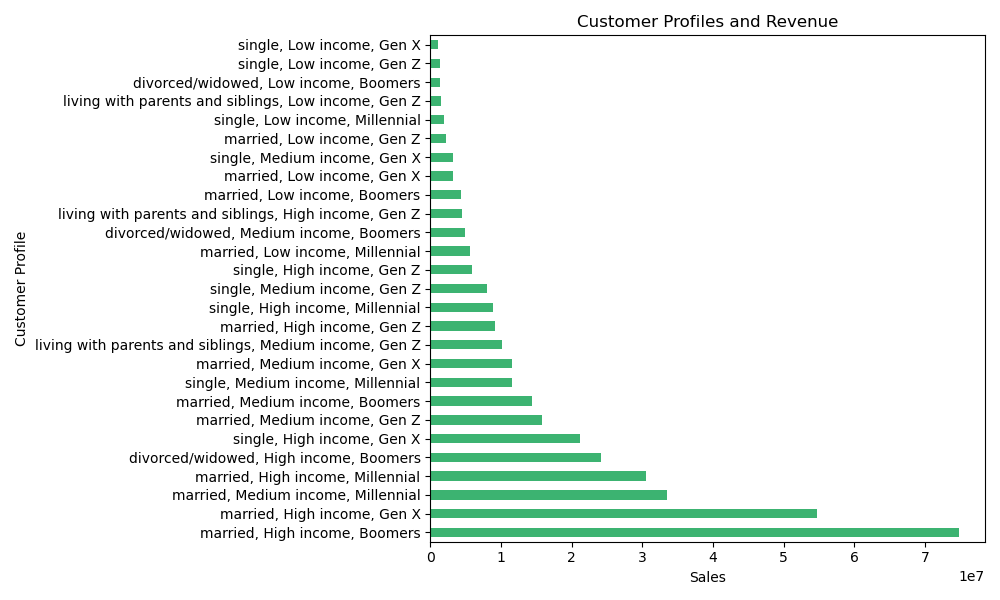 Customer Profiles and Revenue
Customer Profile
single, Low income, Gen X
single, Low income, Gen Z
divorced/widowed, Low income, Boomers
living with parents and siblings, Low income, Gen Z
single, Low income, Millennial
married, Low income, Gen Z
single, Medium income, Gen X
married, Low income, Gen X
married, Low income, Boomers
living with parents and siblings, High income, Gen Z
divorced/widowed, Medium income, Boomers
married, Low income, Millennial
single, High income, Gen Z
single, Medium income, Gen Z
single, High income, Millennial
married, High income, Gen Z
living with parents and siblings, Medium income, Gen Z
married, Medium income, Gen X
single, Medium income, Millennial
married, Medium income, Boomers
married, Medium income, Gen Z
single, High income, Gen X
divorced/widowed, High income, Boomers
married, High income, Millennial
married, Medium income, Millennial
married, High income, Gen X
married, High income, Boomers
0 1 2 3 4 5 6 7
1e7
Sales